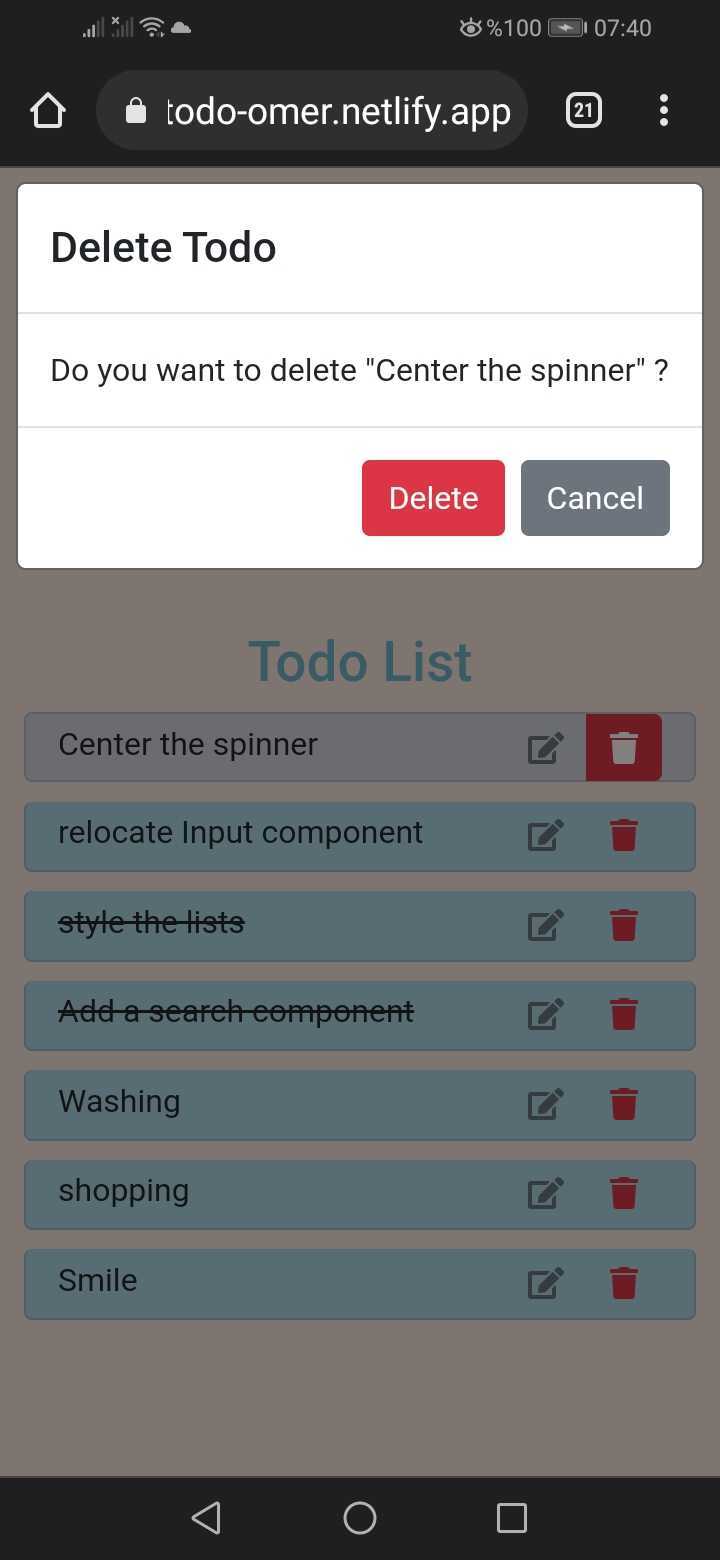 %100 07:40
todo-omer.netlify.app 21
Delete Todo
Do you want to delete "Center the spinner" ?
Delete Cancel
Todo List
Center the spinner
relocate Input component
style the lists
Add a search component
Washing
shopping
Smile